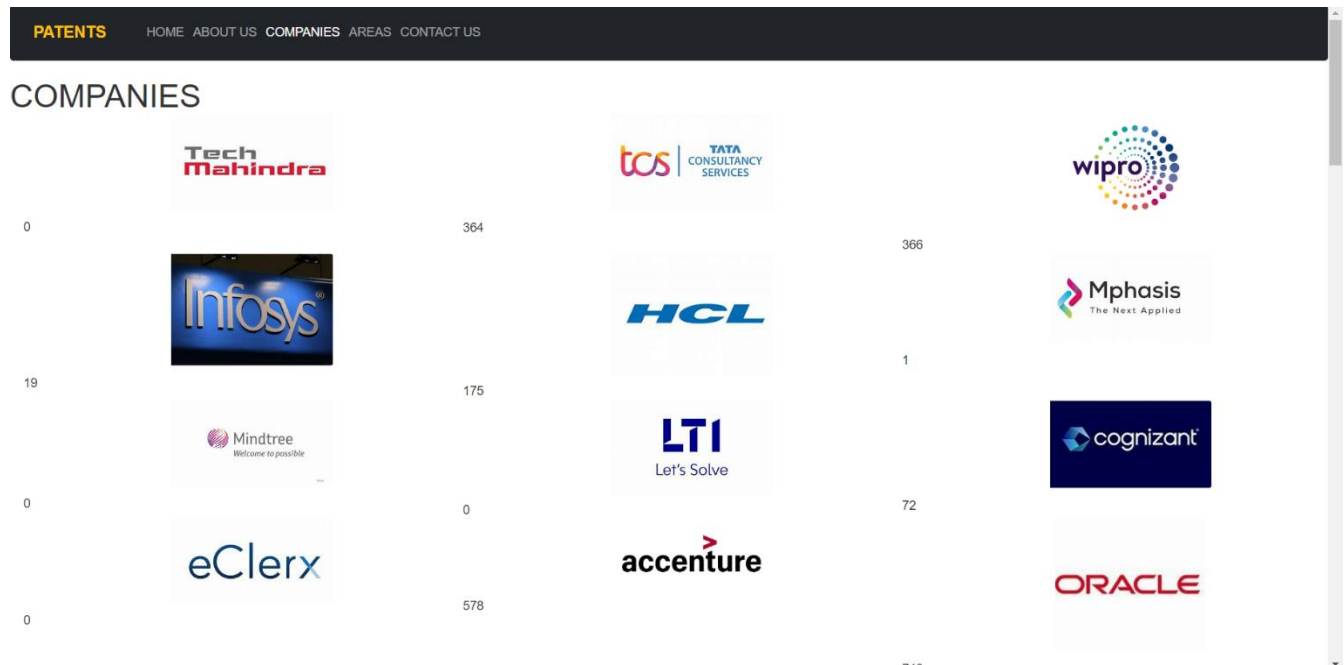 PATENTS HOME ABOUT US COMPANIES AREAS CONTACT US
COMPANIES
Tech
Mahindra
tcs TATA
CONSULTANCY
SERVICES
wipro
0
364
366
Infosys®
HCL
Mphasis
The Next Applied
19
175
1
Mindtree
Welcome to possible
LTI
Let's Solve
cognizant
0
0
72
eClerx
accenture
ORACLE
0
578